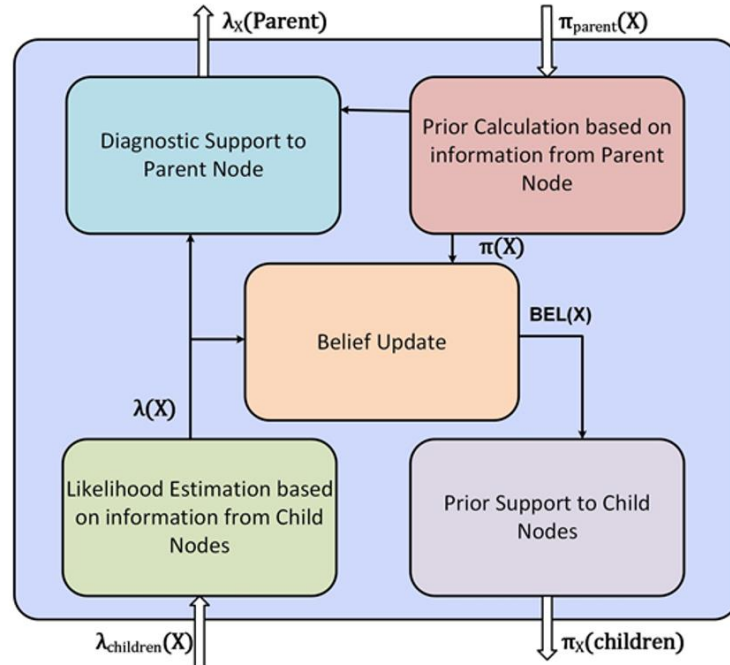 λX(Parent)
πparent(X)
Diagnostic Support to
Parent Node
Prior Calculation based on
information from Parent
Node
π(X)
Belief Update
BEL(X)
λ(X)
Likelihood Estimation based
on information from Child
Nodes
Prior Support to Child
Nodes
λchildren(X)
πX(children)